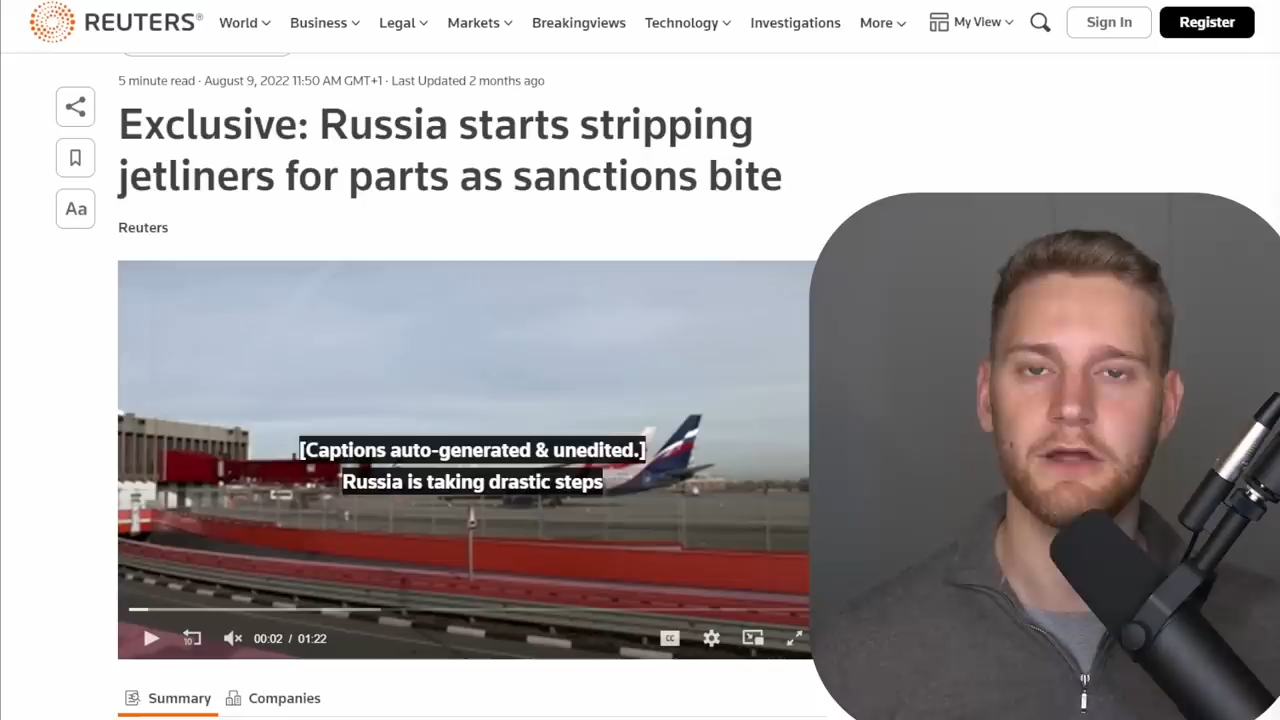 REUTERS®
World Business Legal Markets Breakingviews Technology Investigations More My View Sign In Register
5 minute read · August 9, 2022 11:50 AM GMT+1 · Last Updated 2 months ago
Exclusive: Russia starts stripping
jetliners for parts as sanctions bite
Aa
Reuters
[Captions auto-generated & unedited.]
Russia is taking drastic steps
10
00:02 / 01:22
CC
Summary Companies